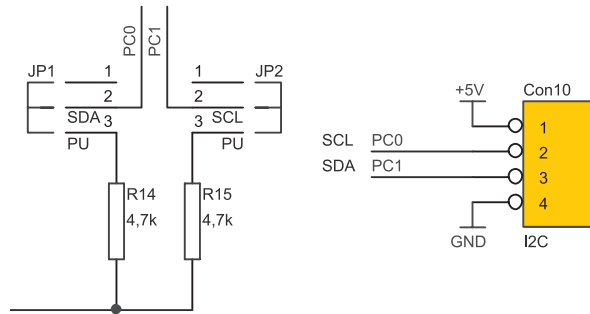 PC0 PC1
JP1 1 1 JP2
2 2
SDA 3 3 SCL
PU PU
R14 R15
4,7k 4,7k
+5V Con10
1
SCL PC0 2
SDA PC1 3
4
GND I2C